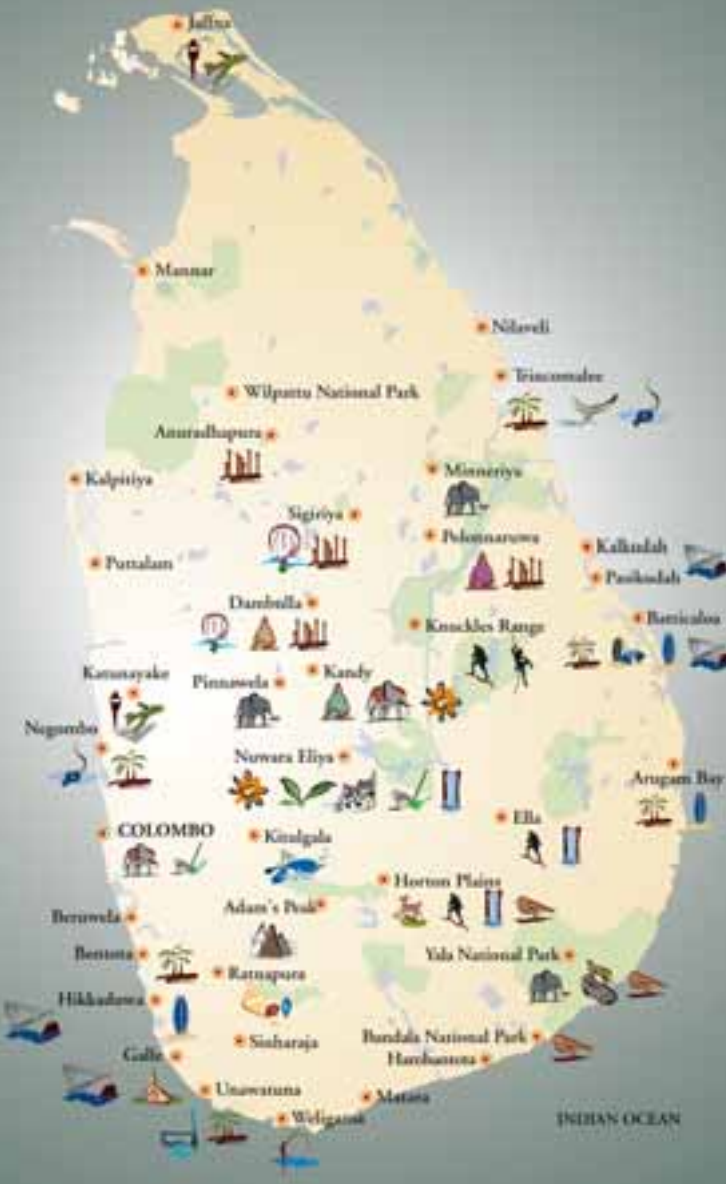 Jaffna
Mannar
Nilaveli
Trincomalee
Wilpattu National Park
Anuradhapura
Minneriya
Kalpitiya
Sigiriya
Polonnaruwa
Kalkudah
Puttalam
Pasikudah
Dambulla
Batticaloa
Knuckles Range
Katunayake
Kandy
Pinnawela
Negombo
Nuwara Eliya
Arugam Bay
Ella
COLOMBO
Kitulgala
Horton Plains
Adam's Peak
Beruwela
Bentota
Yala National Park
Ratnapura
Hikkaduwa
Sinharaja
Bundala National Park
Galle
Hambantota
Unawatuna
Matara
Weligama
INDIAN OCEAN